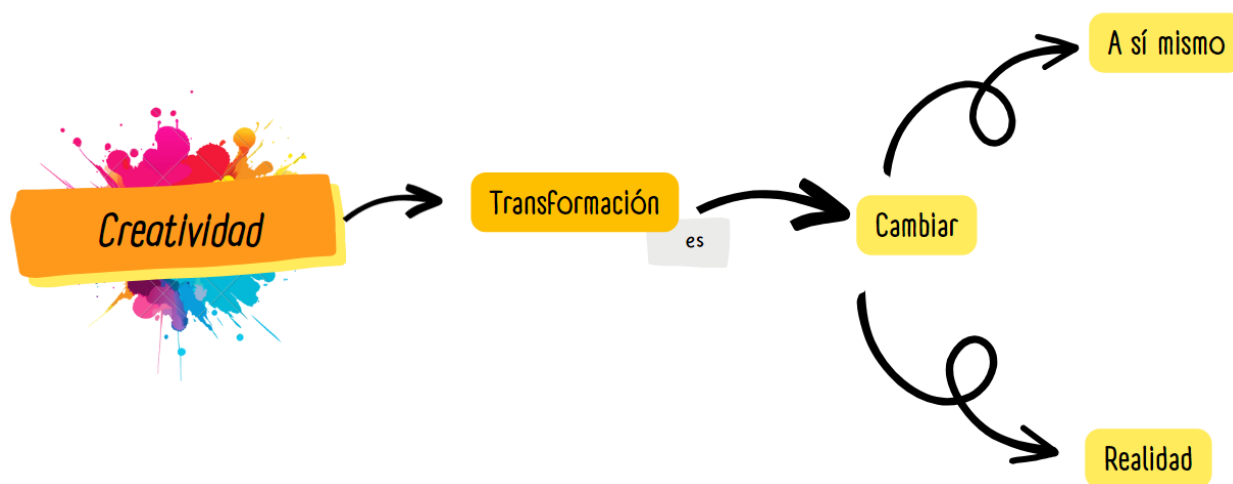 Creatividad
Transformación
es
Cambiar
A sí mismo
Realidad